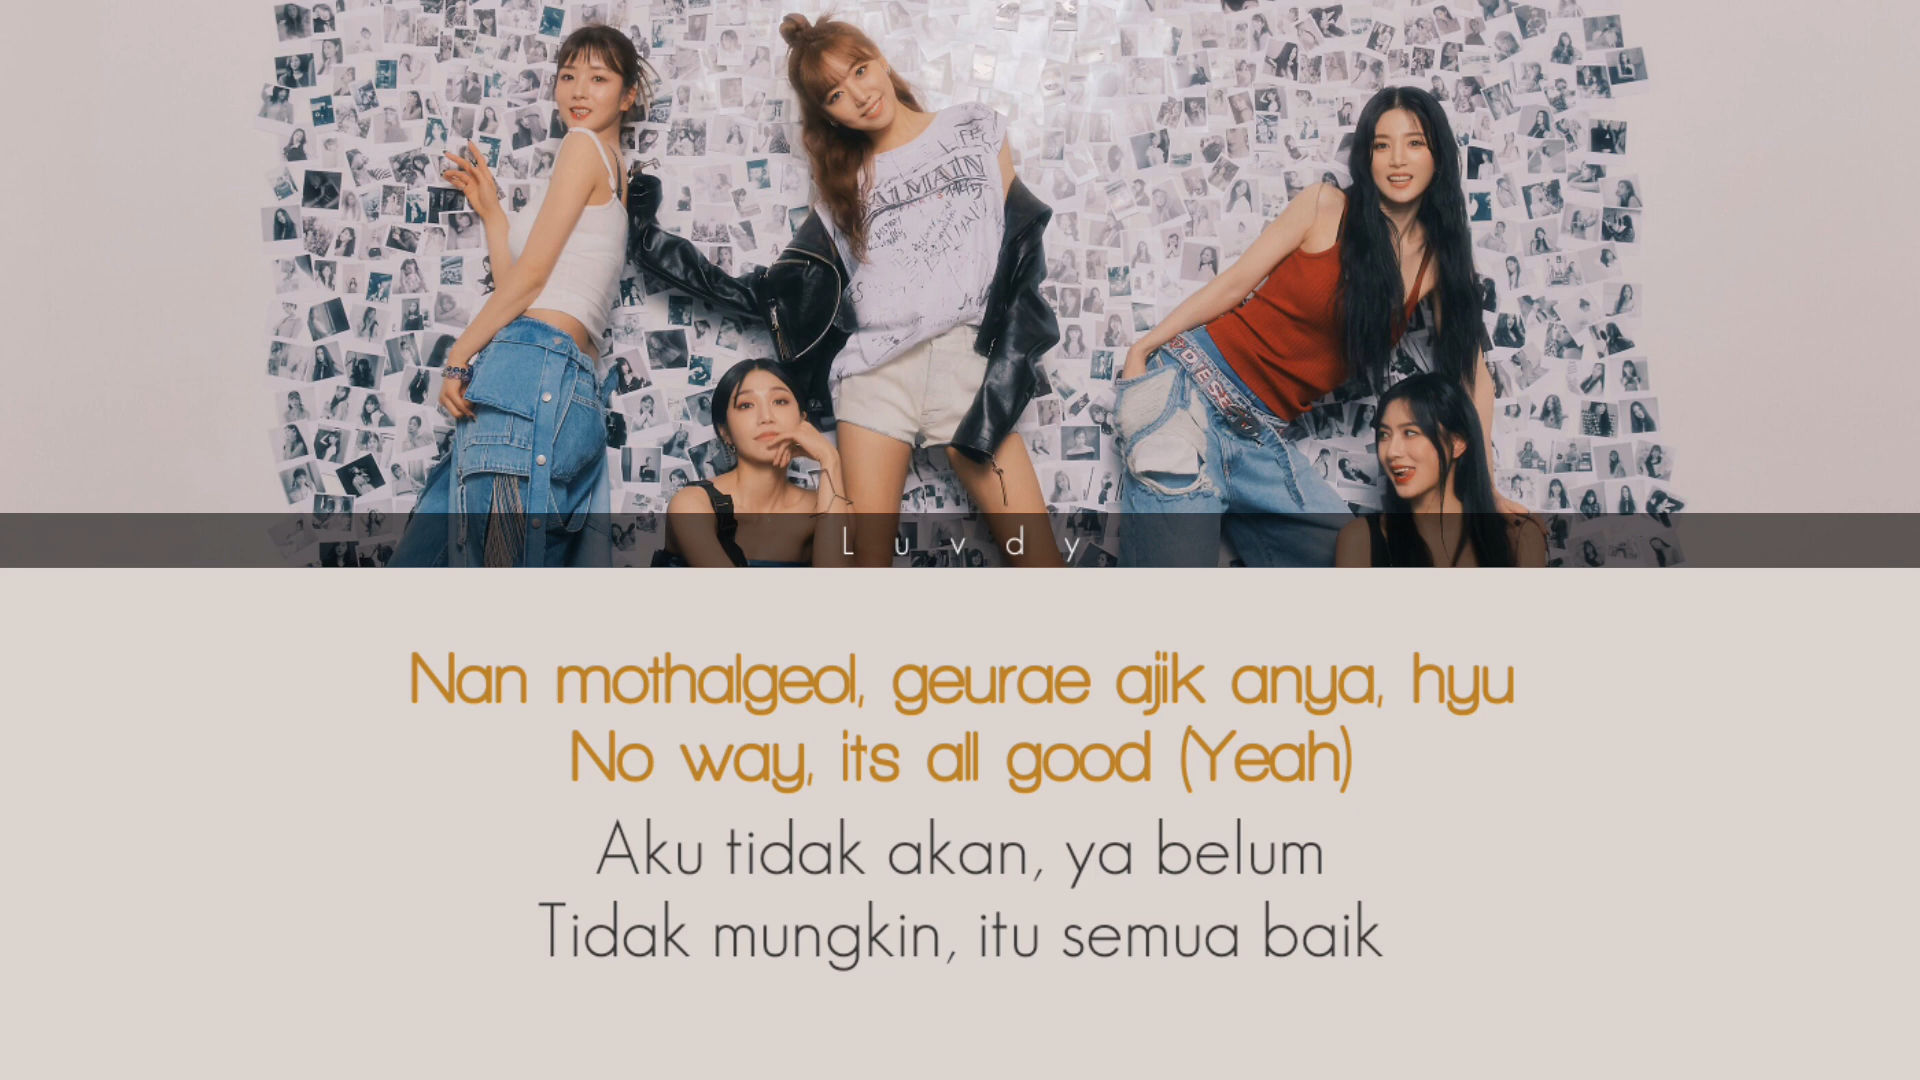 L u v d y
Nan mothalgeol, geurae ajik anya, hyu
No way, its all good (Yeah)
Aku tidak akan, ya belum
Tidak mungkin, itu semua baik